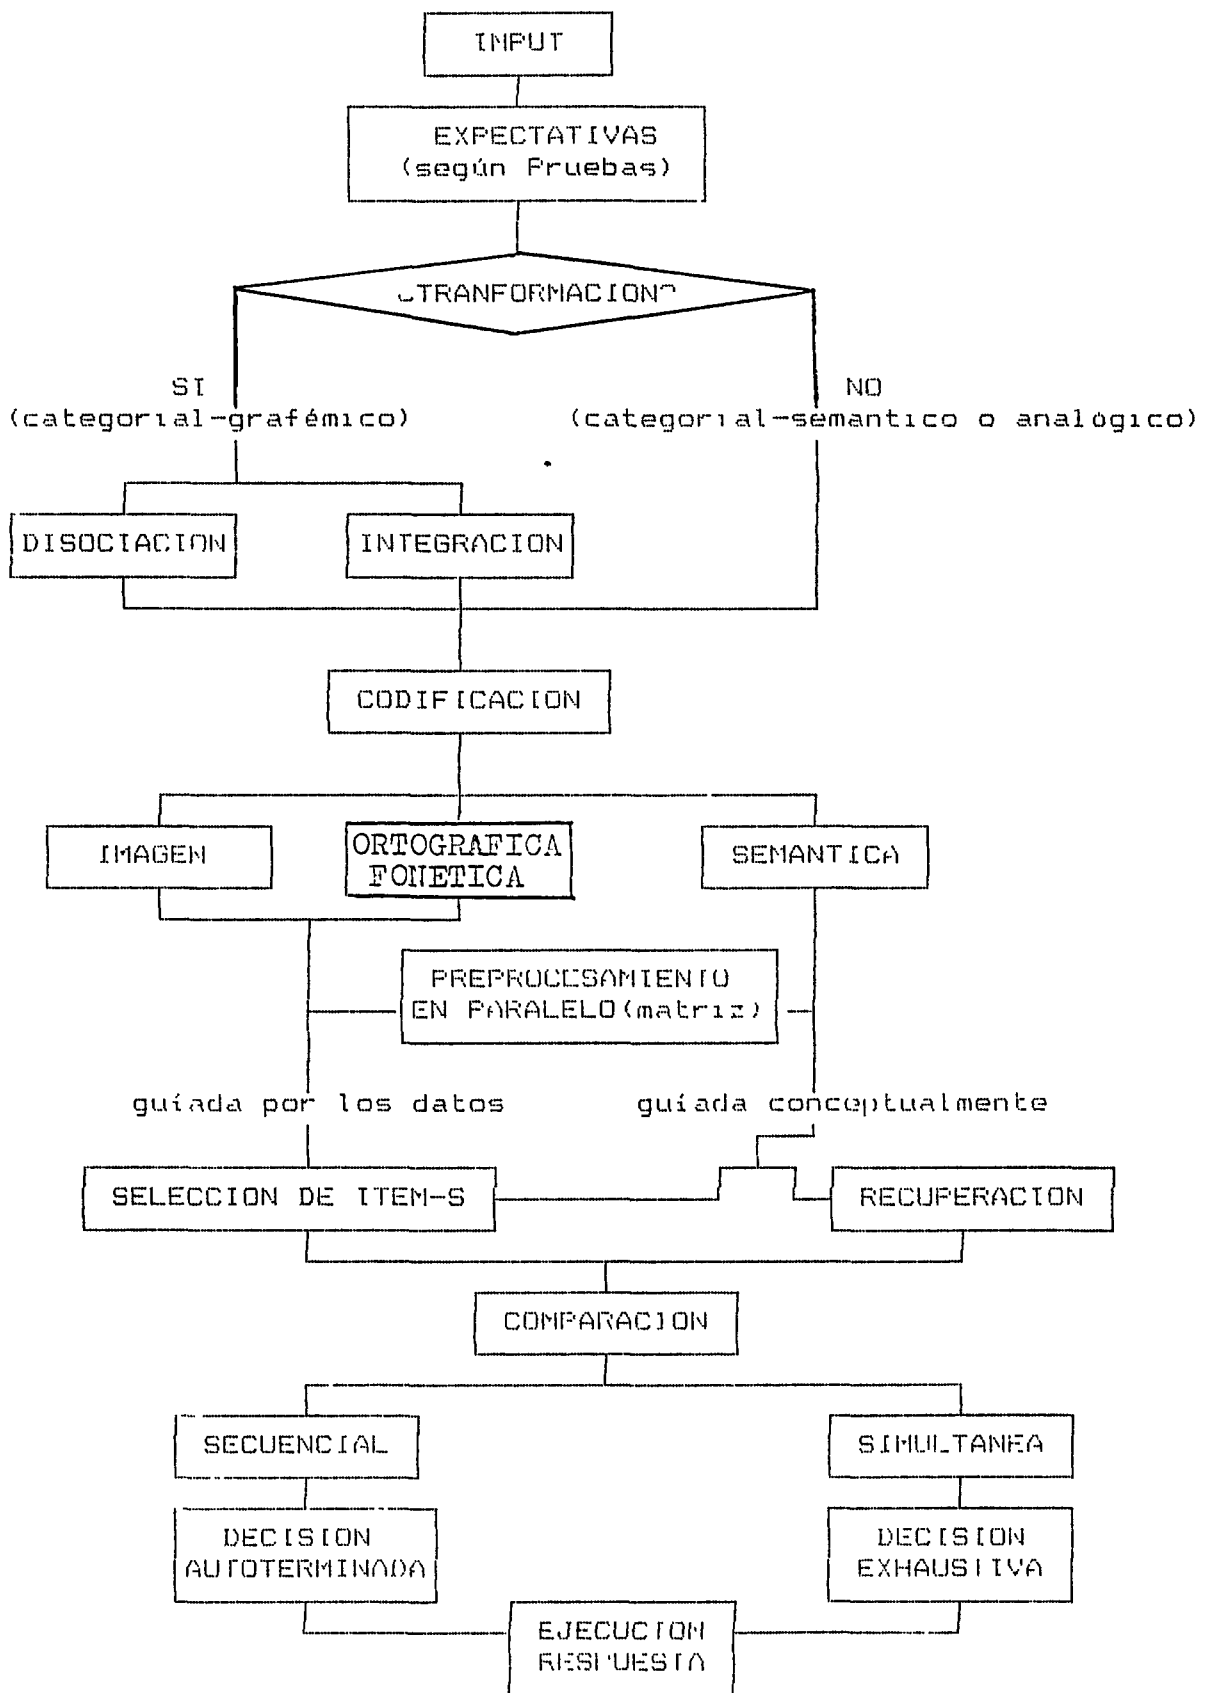 INPUT
EXPECTATIVAS
(según Pruebas)
¿TRANFORMACION?
SI
(categorial-grafémico)
NO
(categorial-semantico o analógico)
DISOCIACION
INTEGRACION
CODIFICACION
IMAGEN
ORTOGRAFICA
FONETICA
SEMANTICA
PREPROCESAMIENTO
EN PARALELO(matriz)
guíada por los datos
guíada conceptualmente
SELECCION DE ITEM-S
RECUPERACION
COMPARACION
SECUENCIAL
SIMULTANEA
DECISION
AUTOTERMINADA
DECISION
EXHAUSTIVA
EJECUCION
RESPUESTA